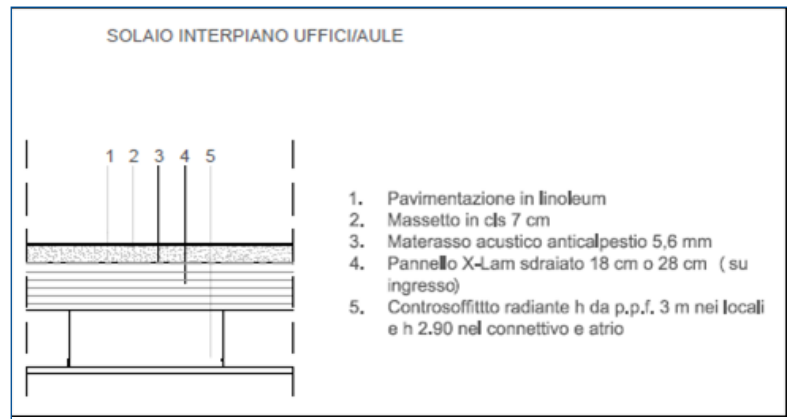 SOLAIO INTERPIANO UFFICI/AULE
1 2 3 4 5
1. Pavimentazione in linoleum
2. Massetto in cls 7 cm
3. Materasso acustico anticalpestio 5,6 mm
4. Pannello X-Lam sdraiato 18 cm o 28 cm ( su
ingresso)
5. Controsoffittto radiante h da p.p.f. 3 m nei locali
e h 2.90 nel connettivo e atrio